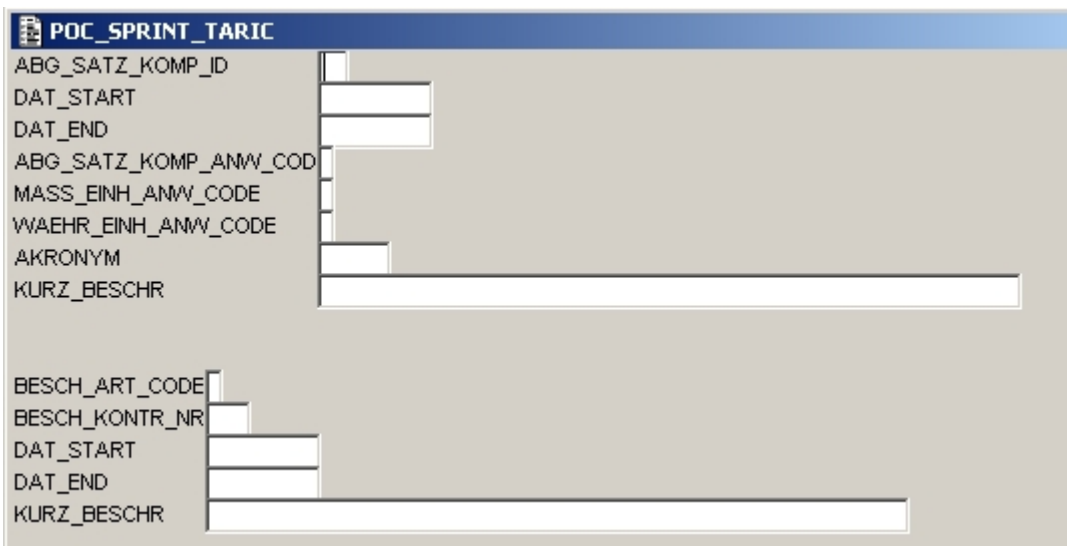 POC_SPRINT_TARIC
ABG_SATZ_KOMP_ID
DAT_START
DAT_END
ABG_SATZ_KOMP_ANW_COD
MASS_EINH_ANW_CODE
WAEHR_EINH_ANW_CODE
AKRONYM
KURZ_BESCHR
BESCH_ART_CODE
BESCH_KONTR_NR
DAT_START
DAT_END
KURZ_BESCHR